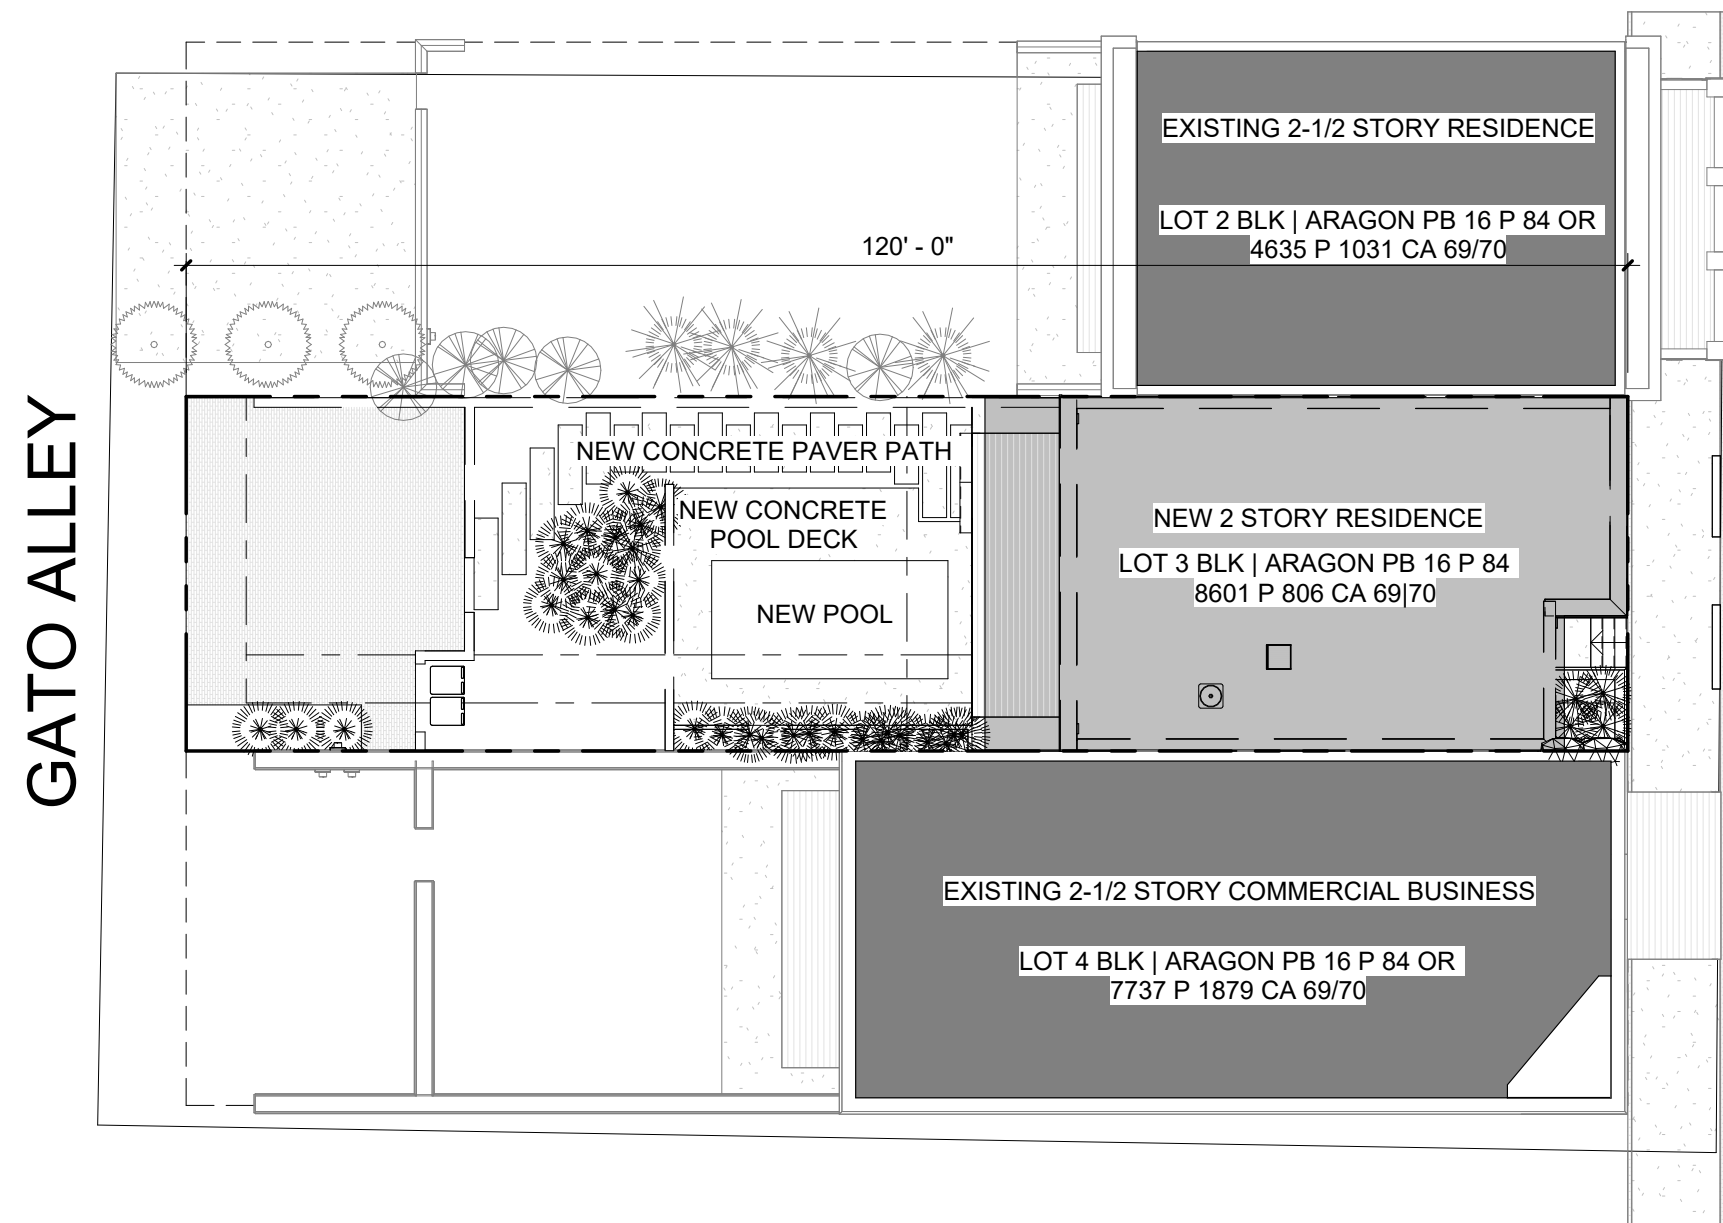 EXISTING 2-1/2 STORY RESIDENCE
LOT 2 BLK | ARAGON PB 16 P 84 OR
4635 P 1031 CA 69/70
120' - 0"
GATO ALLEY
NEW CONCRETE PAVER PATH
NEW CONCRETE
POOL DECK
NEW POOL
NEW 2 STORY RESIDENCE
LOT 3 BLK | ARAGON PB 16 P 84
8601 P 806 CA 69|70
EXISTING 2-1/2 STORY COMMERCIAL BUSINESS
LOT 4 BLK | ARAGON PB 16 P 84 OR
7737 P 1879 CA 69/70